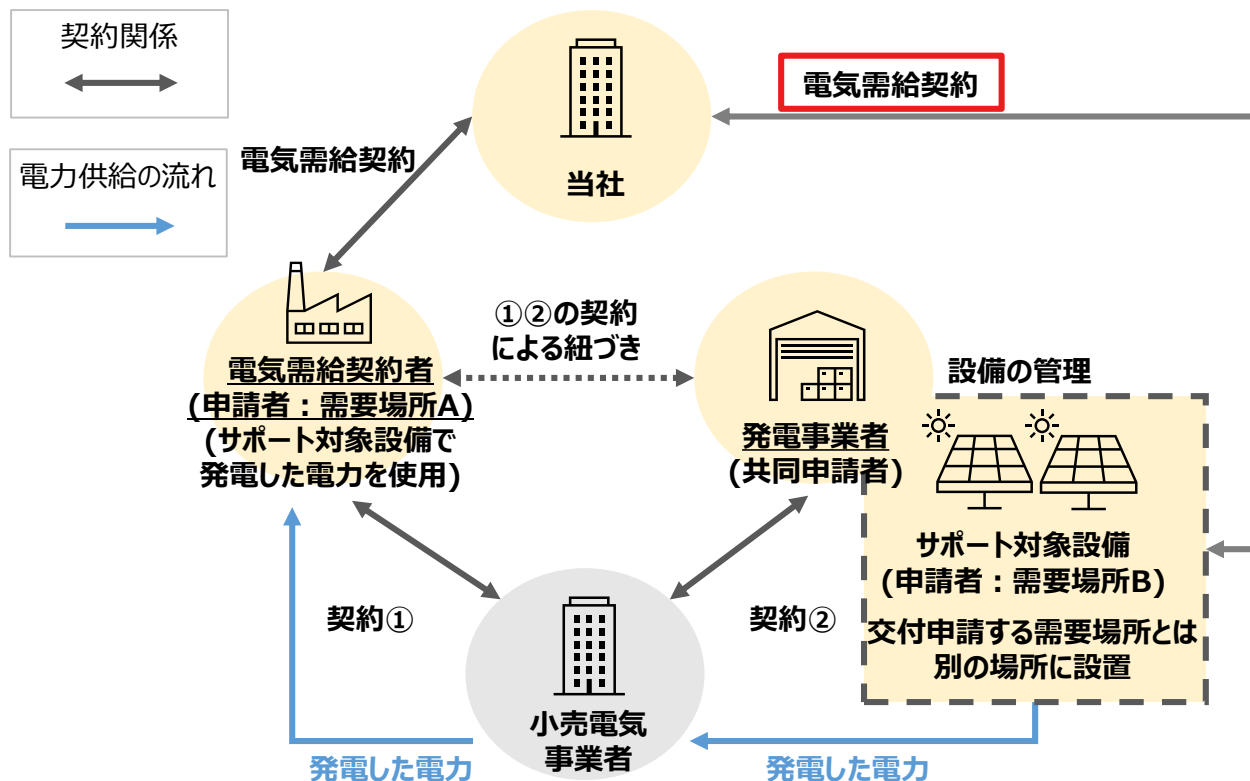 契約関係
電力供給の流れ
電気需給契約
当社
電気需給契約
①②の契約
による紐づき
電気需給契約者
(申請者：需要場所A)
(サポート対象設備で
発電した電力を使用)
発電事業者
(共同申請者)
設備の管理
サポート対象設備
(申請者：需要場所B)
交付申請する需要場所とは
別の場所に設置
契約①
契約②
小売電気
事業者
発電した電力
発電した電力